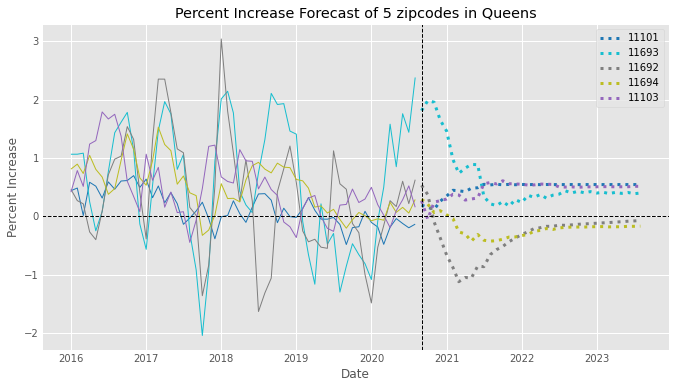 Percent Increase Forecast of 5 zipcodes in Queens
3
2
1
0
−1
−2
Percent Increase
2016 2017 2018 2019 2020 2021 2022 2023
Date
11101
11693
11692
11694
11103